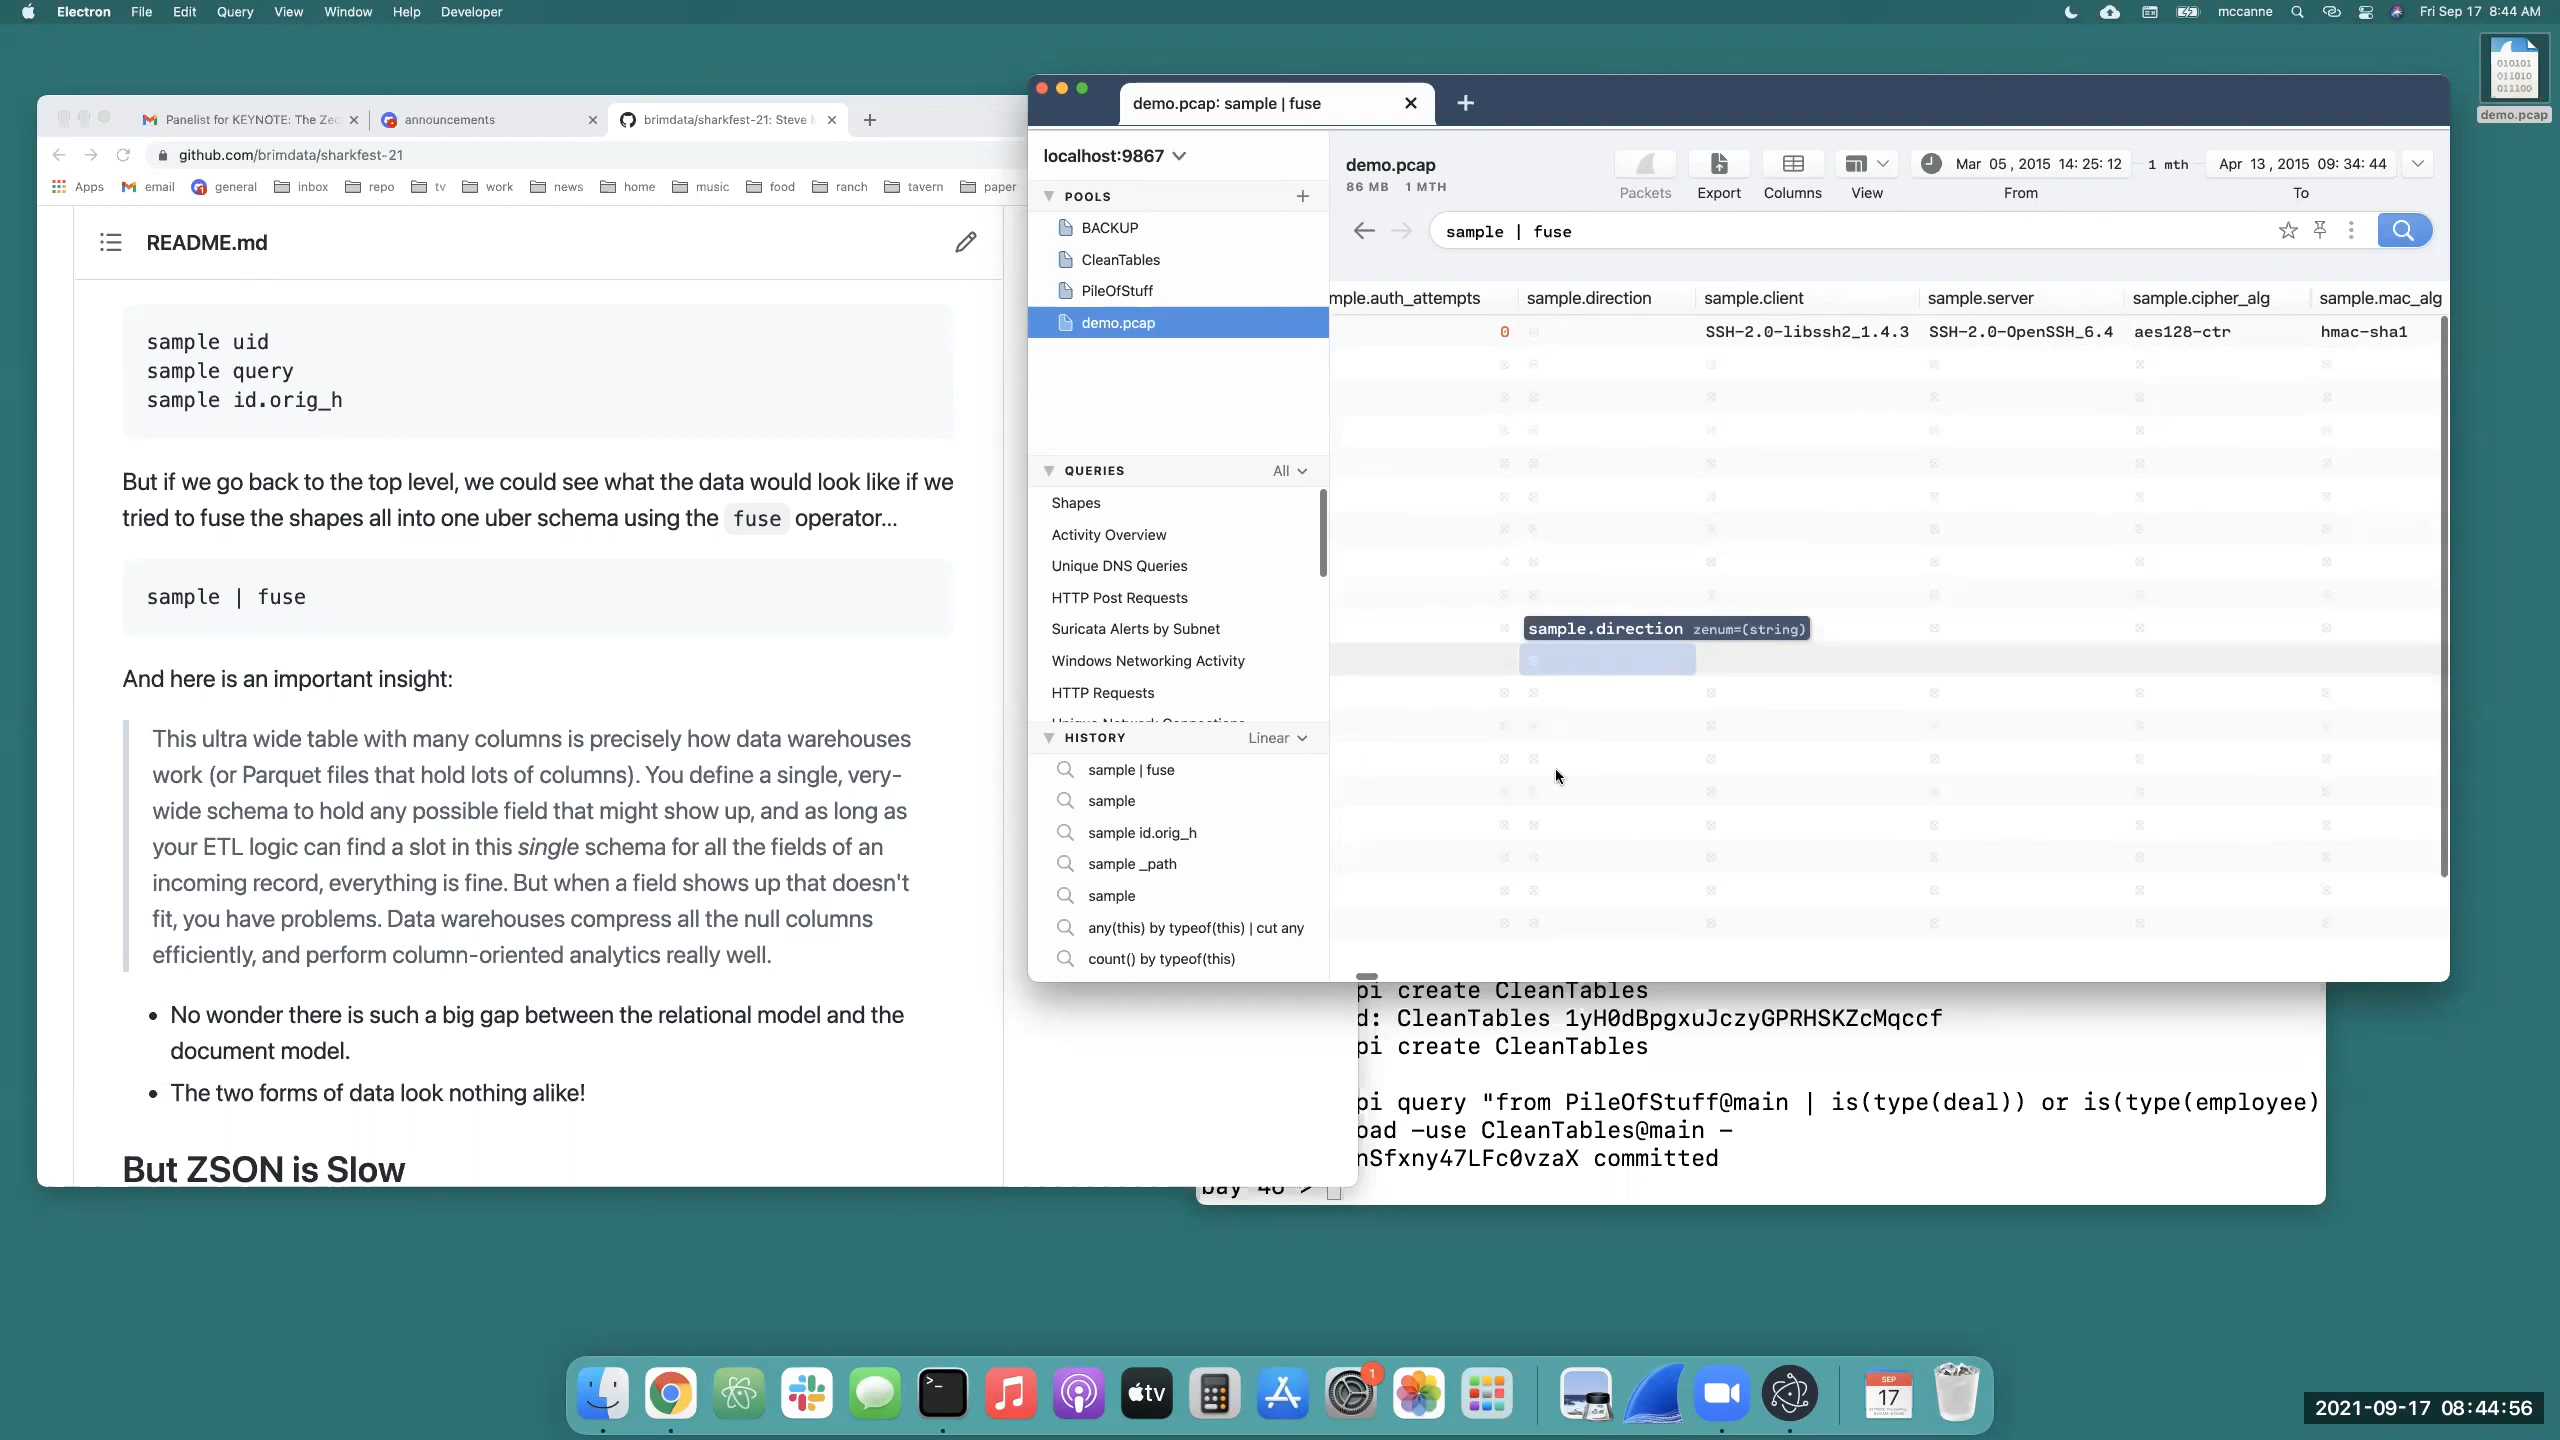 Electron File Edit Query View Window Help Developer
mccanne Fri Sep 17 8:44 AM
demo.pcap
Panelist for KEYNOTE: The Zec
announcements
brimdata/sharkfest-21: Steve
github.com/brimdata/sharkfest-21
Apps email general inbox repo tv work news home music food ranch tavern paper
README.md
sample uid
sample query
sample id.orig_h
But if we go back to the top level, we could see what the data would look like if we
tried to fuse the shapes all into one uber schema using the fuse operator...
sample | fuse
And here is an important insight:
This ultra wide table with many columns is precisely how data warehouses
work (or Parquet files that hold lots of columns). You define a single, very-
wide schema to hold any possible field that might show up, and as long as
your ETL logic can find a slot in this single schema for all the fields of an
incoming record, everything is fine. But when a field shows up that doesn't
fit, you have problems. Data warehouses compress all the null columns
efficiently, and perform column-oriented analytics really well.
• No wonder there is such a big gap between the relational model and the
document model.
• The two forms of data look nothing alike!
But ZSON is Slow
demo.pcap: sample | fuse
localhost:9867
POOLS
BACKUP
CleanTables
PileOfStuff
demo.pcap
QUERIES All
Shapes
Activity Overview
Unique DNS Queries
HTTP Post Requests
Suricata Alerts by Subnet
Windows Networking Activity
HTTP Requests
Unique Network Connections
HISTORY Linear
sample | fuse
sample
sample id.orig_h
sample _path
sample
any(this) by typeof(this) | cut any
count() by typeof(this)
demo.pcap
86 MB 1 MTH
Packets Export Columns View
Mar 05, 2015 14:25:12 1 mth Apr 13, 2015 09:34:44
From To
sample | fuse
mple.auth_attempts sample.direction sample.client sample.server sample.cipher_alg sample.mac_alg
0 SSH-2.0-libssh2_1.4.3 SSH-2.0-OpenSSH_6.4 aes128-ctr hmac-sha1
sample.direction zenum=(string)
pi create CleanTables
d: CleanTables 1yH0dBpgxuJczyGPRHSKZcMqccf
pi create CleanTables
pi query "from PileOfStuff@main | is(type(deal)) or is(type(employee)
oad -use CleanTables@main -
nSfxny47LFc0vzaX committed
bay 46 >
tv
1
SEP
17
2021-09-17 08:44:56